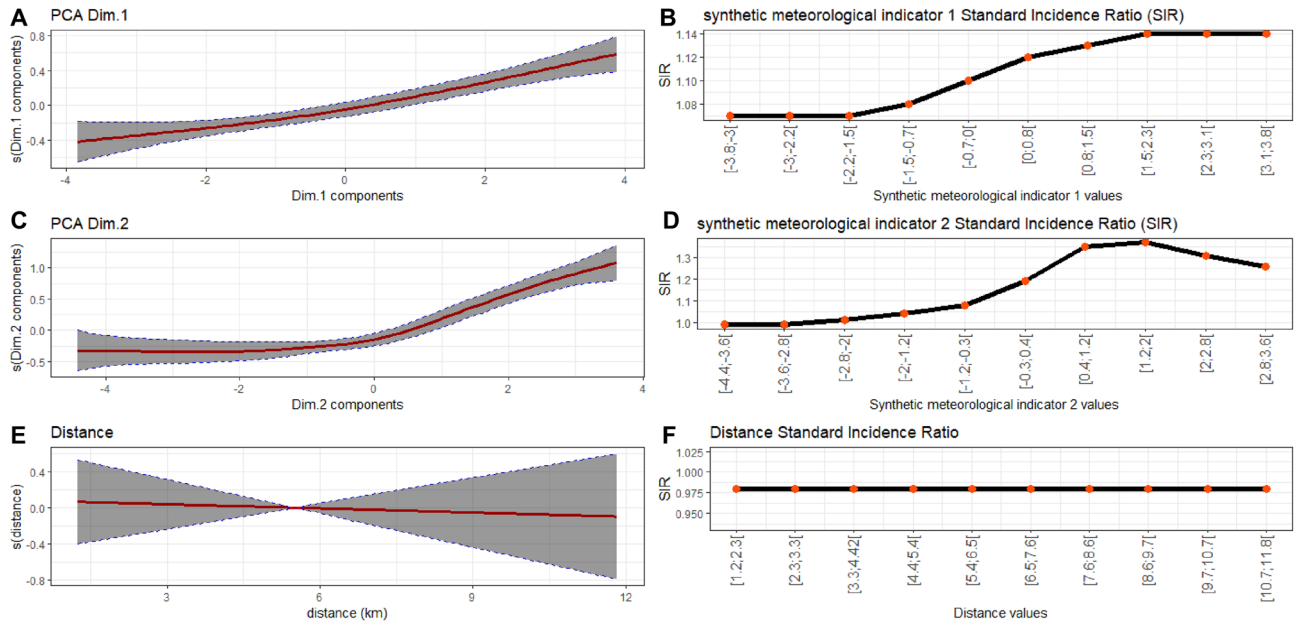 A PCA Dim.1
s(Dim.1 components)
0.8
0.4
0.0
-0.4
-4 -2 0 2 4
Dim.1 components
B synthetic meteorological indicator 1 Standard Incidence Ratio (SIR)
SIR
1.14
1.10
1.08
[-3.8;-3[ [-3;-2.2[ [-2.2;-1.5[ [-1.5;-0.7[ [-0.7;0[ [0;0.8[ [0.8;1.5[ [1.5;2.3[ [2.3;3.1[ [3.1;3.8[
Synthetic meteorological indicator 1 values
C PCA Dim.2
s(Dim.2 components)
1.0
0.5
0.0
-0.5
-4 -2 0 2 4
Dim.2 components
D synthetic meteorological indicator 2 Standard Incidence Ratio (SIR)
SIR
1.3
1.2
1.1
1.0
[-4.4;-3.6[ [-3.6;-2.8[ [-2.8;-2[ [-2;-1.2[ [-1.2;-0.3[ [-0.3;0.4[ [0.4;1.2[ [1.2;2[ [2;2.8[ [2.8;3.6[
Synthetic meteorological indicator 2 values
E Distance
s(distance)
0.4
0.0
-0.4
-0.8
3 6 9 12
distance (km)
F Distance Standard Incidence Ratio
SIR
1.025
1.000
0.975
0.950
[1.2;2.3[ [2.3;3.3[ [3.3;4.42[ [4.4;5.4[ [5.4;6.5[ [6.5;7.6[ [7.6;8.6[ [8.6;9.7[ [9.7;10.7[ [10.7;11.8[
Distance values